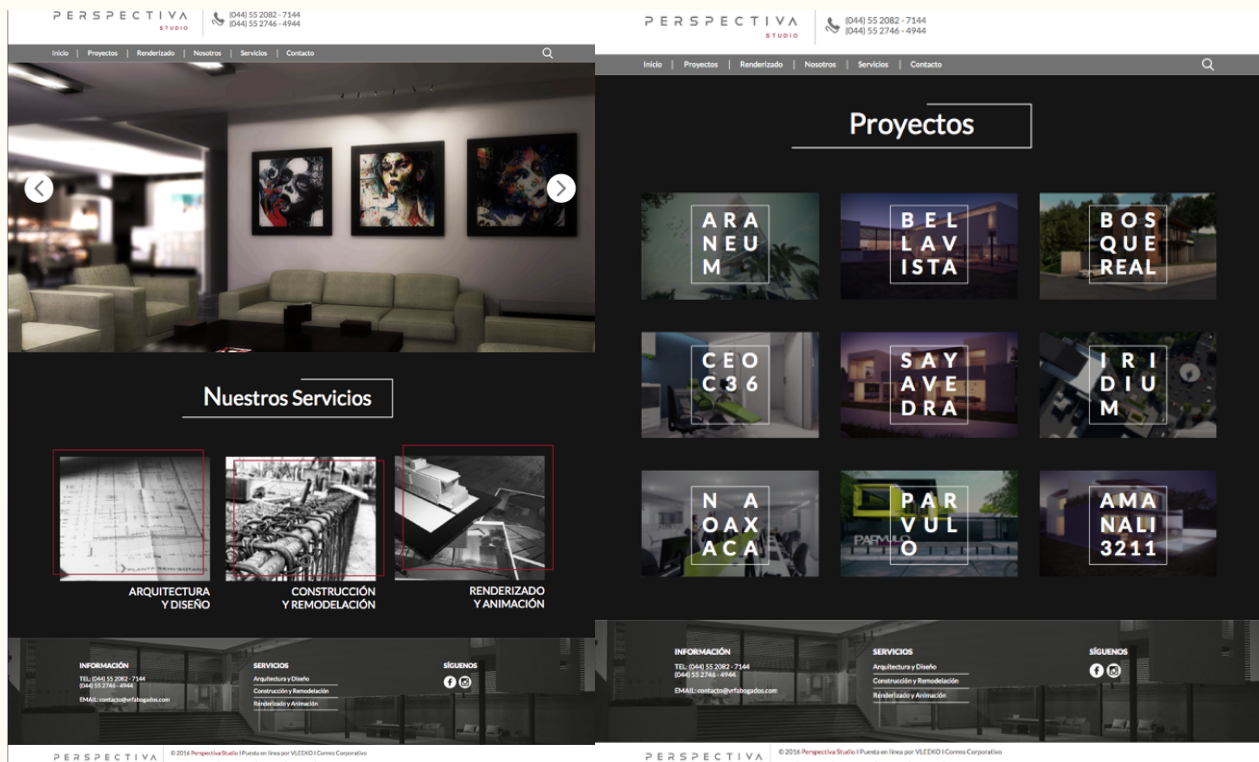 PERSPECTIVA
STUDIO
(044) 55 2082 - 7144
(044) 55 2746 - 4944
Inicio | Proyectos | Renderizado | Nosotros | Servicios | Contacto
Nuestros Servicios
ARQUITECTURA
Y DISEÑO
CONSTRUCCIÓN
Y REMODELACIÓN
RENDERIZADO
Y ANIMACIÓN
INFORMACIÓN
TEL: (044) 55 2082 - 7144
(044) 55 2746 - 4944
EMAIL: contacto@vrfabogados.com
SERVICIOS
Arquitectura y Diseño
Construcción y Remodelación
Renderizado y Animación
SÍGUENOS
PERSPECTIVA
© 2016 Perspectiva Studio I Puesta en línea por VLEEKO I Correo Corporativo
PERSPECTIVA
STUDIO
(044) 55 2082 - 7144
(044) 55 2746 - 4944
Inicio | Proyectos | Renderizado | Nosotros | Servicios | Contacto
Proyectos
ARA
NEU
M
BEL
LAV
ISTA
BOS
QUE
REAL
CEO
C36
SAY
AVE
DRA
IRI
DIU
M
N A
OAX
ACA
PAR
VUL
O
PARVULO
AMA
NALI
3211
INFORMACIÓN
TEL: (044) 55 2082 - 7144
(044) 55 2746 - 4944
EMAIL: contacto@vrfabogados.com
SERVICIOS
Arquitectura y Diseño
Construcción y Remodelación
Renderizado y Animación
SÍGUENOS
PERSPECTIVA
© 2016 Perspectiva Studio I Puesta en línea por VLEEKO I Correo Corporativo